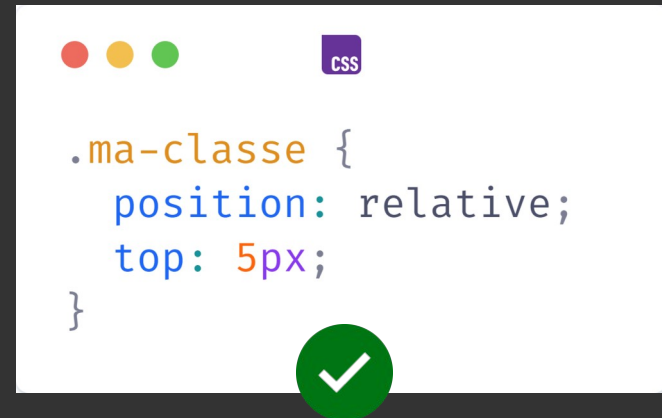 CSS
.ma-classe {
position: relative;
top: 5px;
}